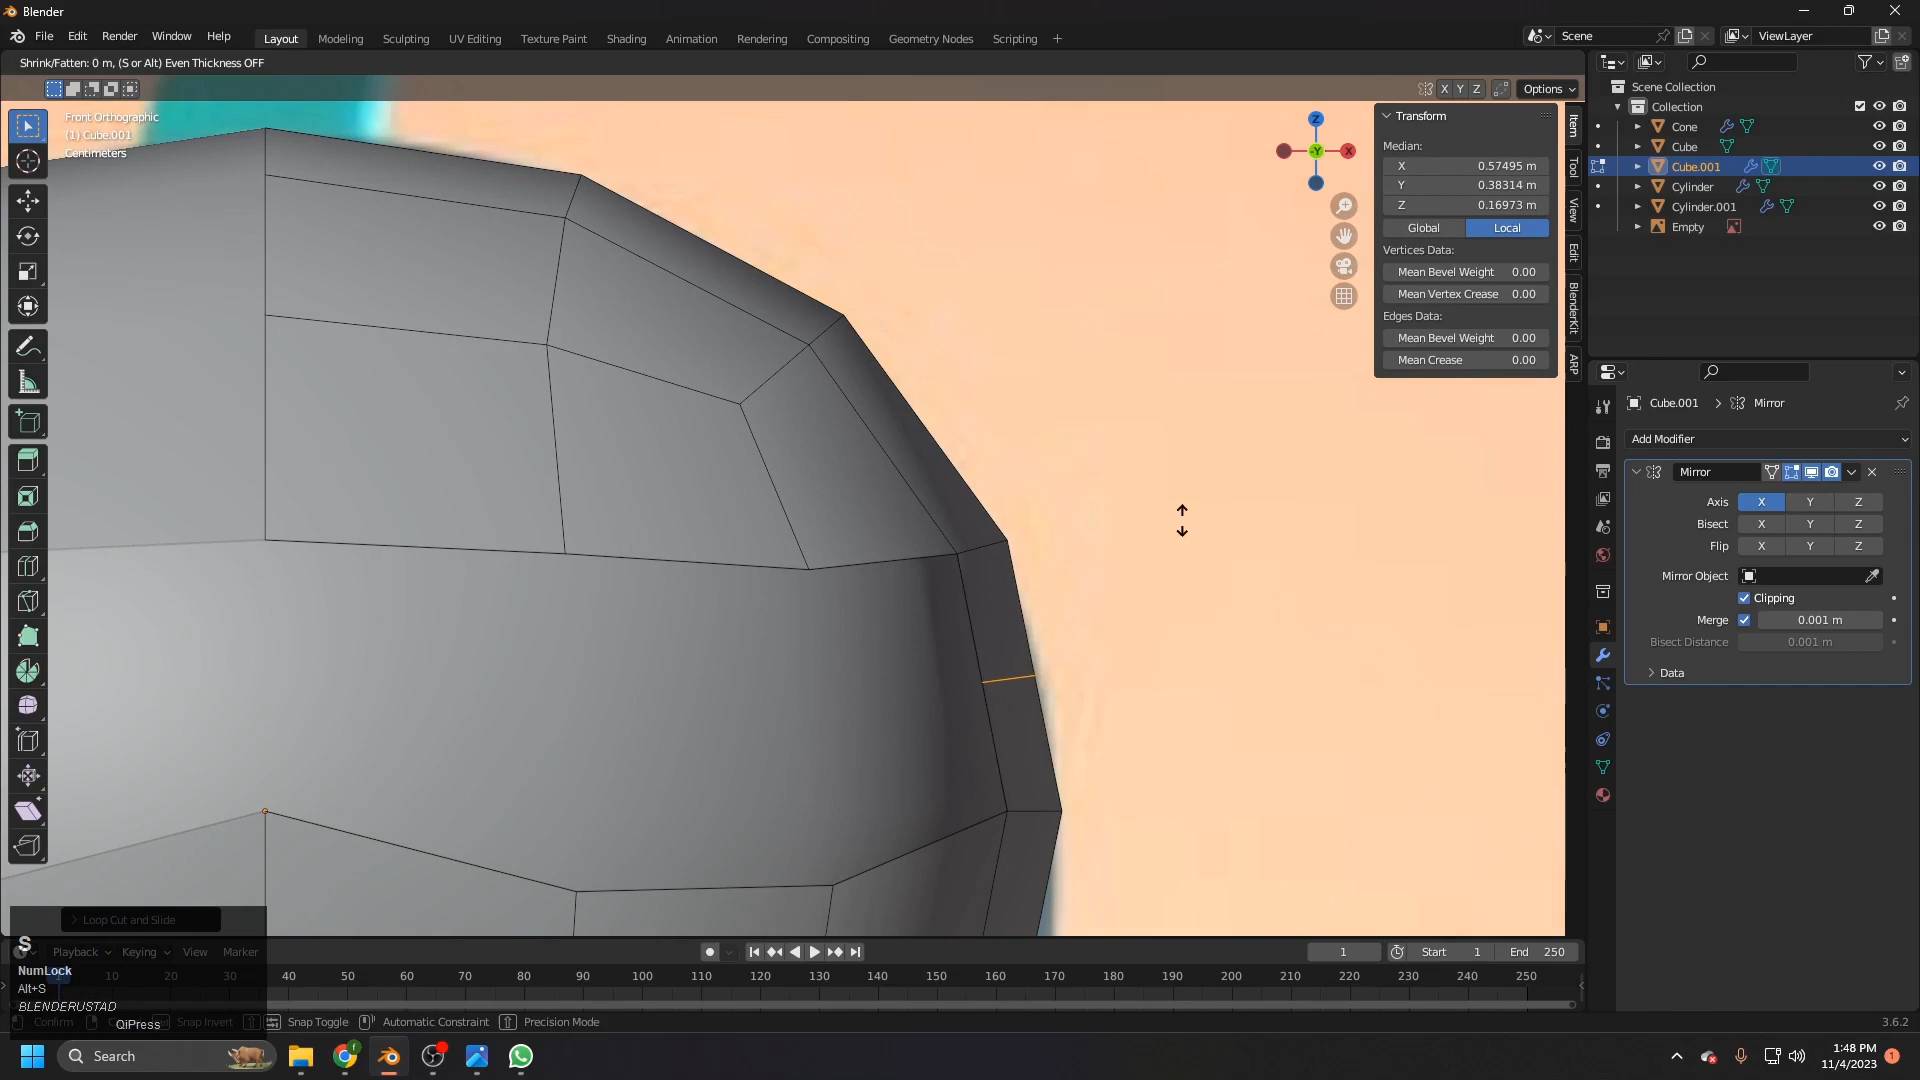 Blender
File Edit Render Window Help
Layout Modeling Sculpting UV Editing Texture Paint Shading Animation Rendering Compositing Geometry Nodes Scripting +
Scene
ViewLayer
Shrink/Fatten: 0 m, (S or Alt) Even Thickness OFF
X Y Z Options
Front Orthographic
(1) Cube.001
Centimeters
Z
-Y
X
Transform
Median:
X 0.57495 m
Y 0.38314 m
Z 0.16973 m
Global Local
Vertices Data:
Mean Bevel Weight 0.00
Mean Vertex Crease 0.00
Edges Data:
Mean Bevel Weight 0.00
Mean Crease 0.00
Item
Tool
View
Edit
BlenderKit
ARP
Scene Collection
Collection
Cone
Cube
Cube.001
Cylinder
Cylinder.001
Empty
Cube.001 > Mirror
Add Modifier
Mirror
Axis X Y Z
Bisect X Y Z
Flip X Y Z
Mirror Object
Clipping
Merge 0.001 m
Bisect Distance 0.001 m
Data
Loop Cut and Slide
S
NumLock
Alt+S
BLENDERUSTAD
QiPress
Playback Keying View Marker
1 Start 1 End 250
10 20 30 40 50 60 70 80 90 100 110 120 130 140 150 160 170 180 190 200 210 220 230 240 250
Confirm Snap Invert Snap Toggle Automatic Constraint Precision Mode
3.6.2
Search
1:48 PM
11/4/2023
1